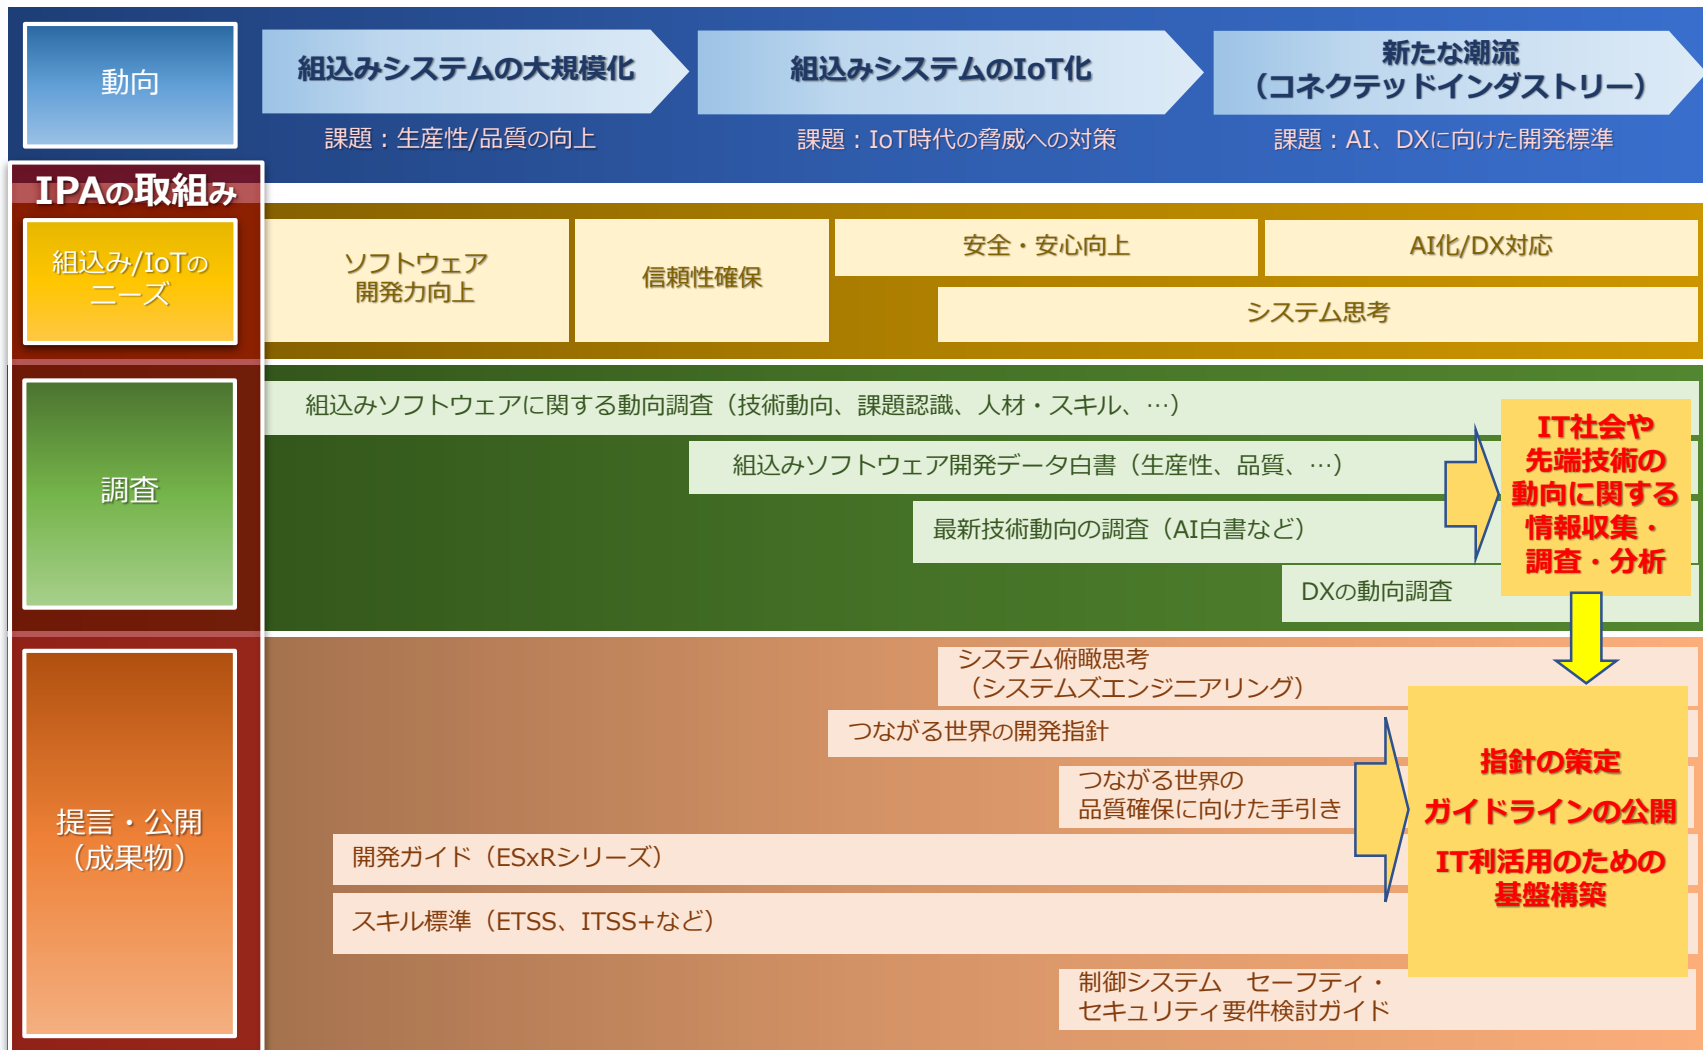 動向
組込みシステムの大規模化
課題：生産性/品質の向上
組込みシステムのIoT化
課題：IoT時代の脅威への対策
新たな潮流
（コネクテッドインダストリー）
課題：AI、DXに向けた開発標準
IPAの取組み
組込み/IoTの
ニーズ
ソフトウェア
開発力向上
信頼性確保
安全・安心向上
AI化/DX対応
システム思考
調査
組込みソフトウェアに関する動向調査（技術動向、課題認識、人材・スキル、…）
組込みソフトウェア開発データ白書（生産性、品質、…）
最新技術動向の調査（AI白書など）
DXの動向調査
IT社会や
先端技術の
動向に関する
情報収集・
調査・分析
提言・公開
（成果物）
システム俯瞰思考
（システムズエンジニアリング）
つながる世界の開発指針
つながる世界の
品質確保に向けた手引き
開発ガイド（ESxRシリーズ）
スキル標準（ETSS、ITSS+など）
制御システム　セーフティ・
セキュリティ要件検討ガイド
指針の策定
ガイドラインの公開
IT利活用のための
基盤構築